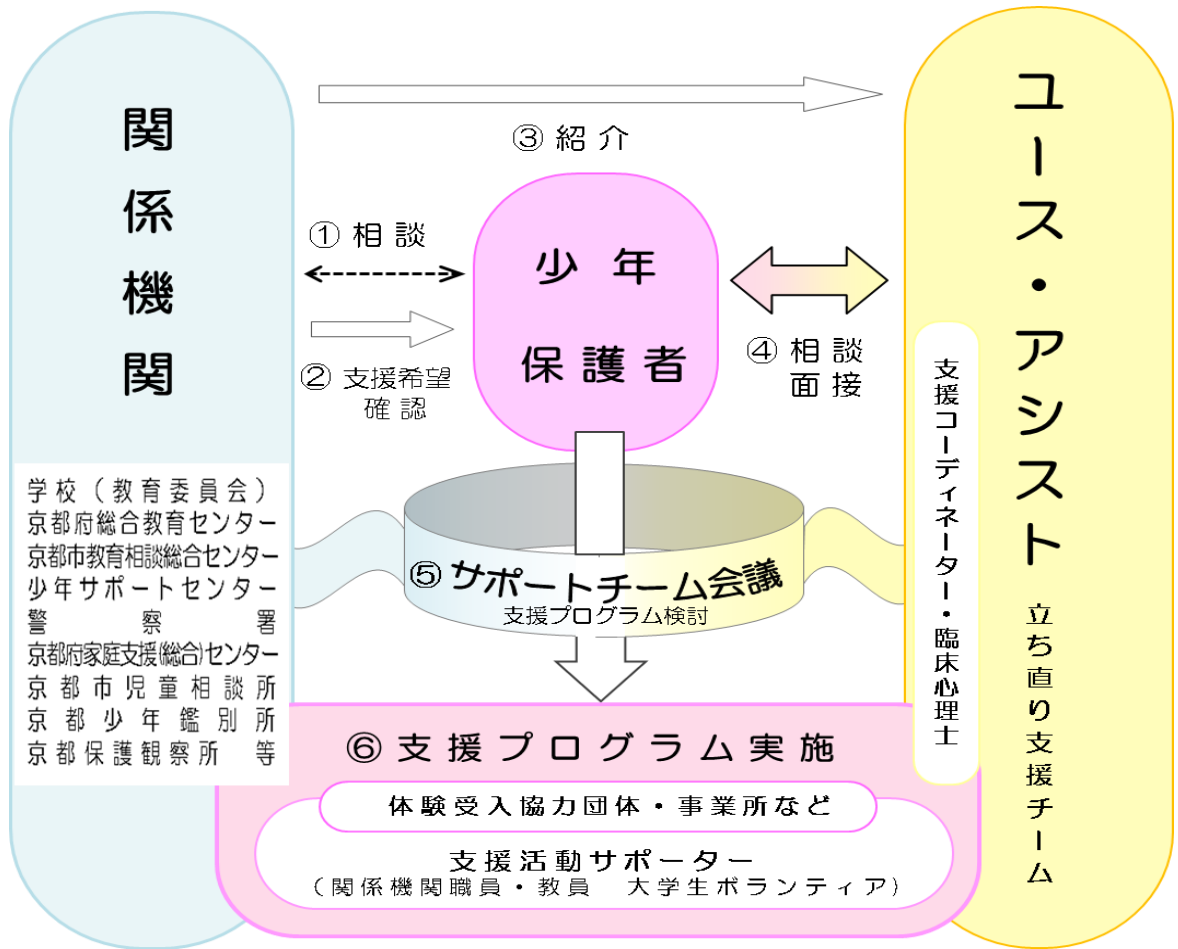 関係機関
学校（教育委員会）
京都府総合教育センター
京都市教育相談総合センター
少年サポートセンター
警察署
京都府家庭支援(総合)センター
京都市児童相談所
京都少年鑑別所
京都保護観察所　等
③紹介
①相談
②支援希望
確認
少年
保護者
④相談
面接
ユース・アシスト
立ち直り支援チーム
支援コーディネーター・臨床心理士
⑤サポートチーム会議
支援プログラム検討
⑥支援プログラム実施
体験受入協力団体・事業所など
支援活動サポーター
（関係機関職員・教員　大学生ボランティア）